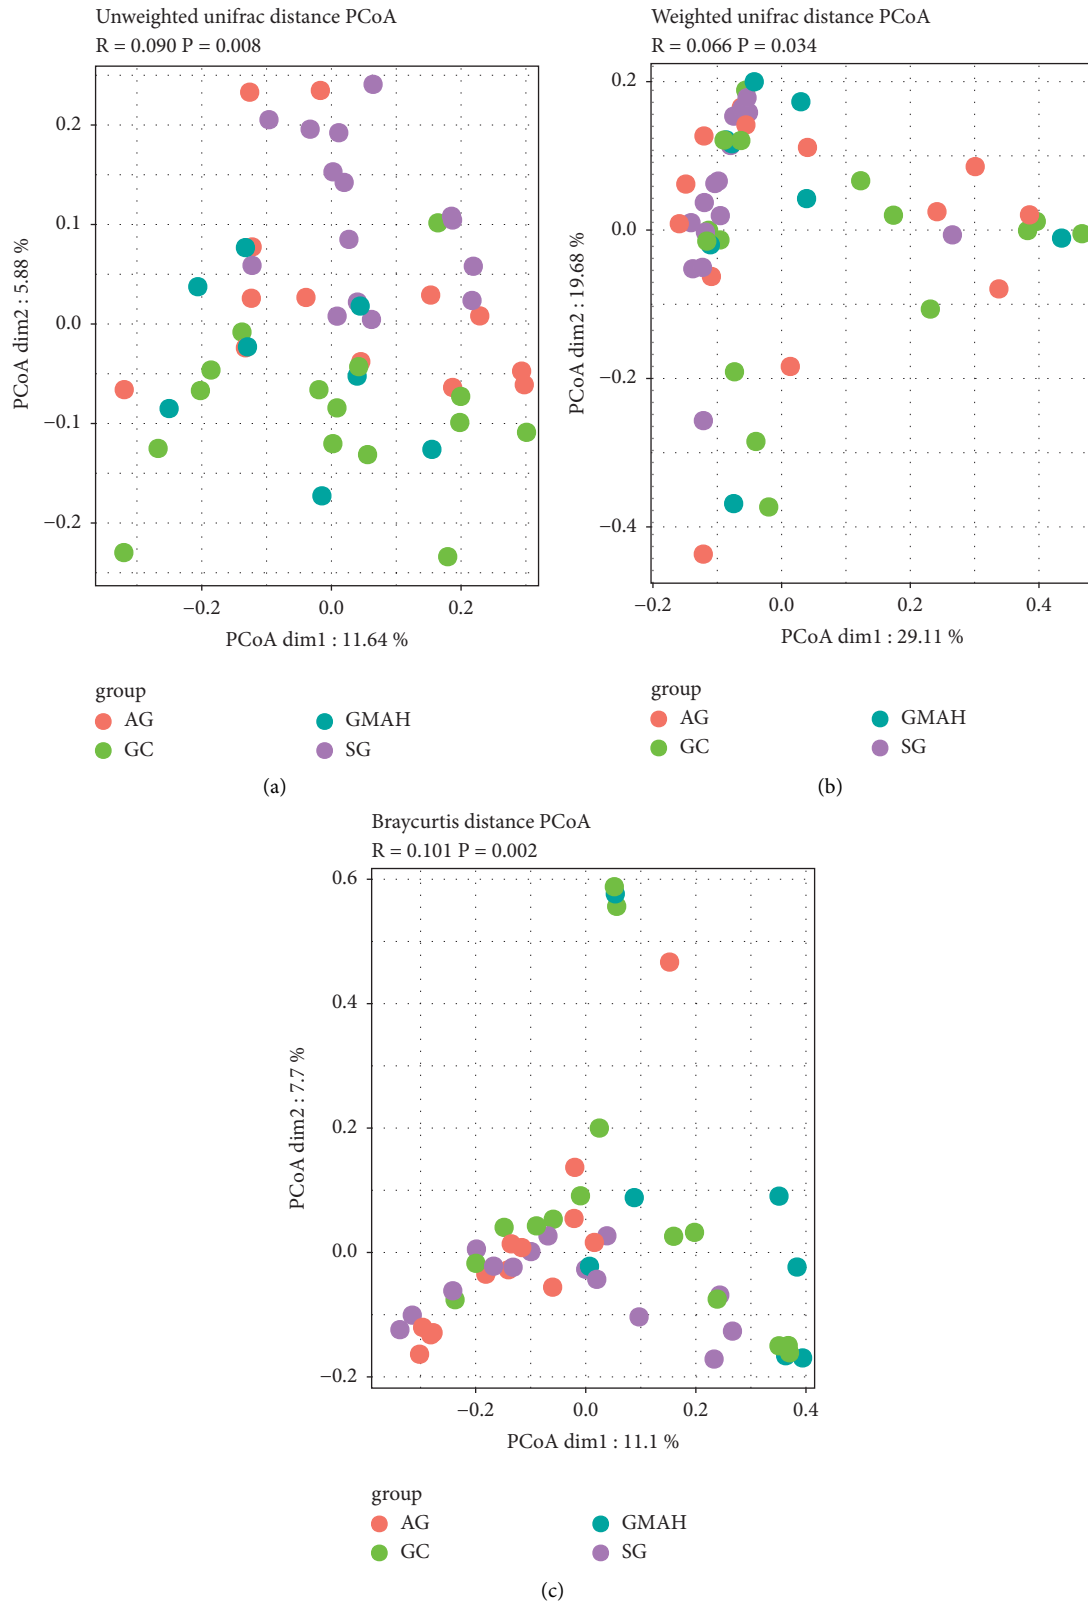 Unweighted unifrac distance PCoA
R = 0.090 P = 0.008
0.2
0.1
0.0
−0.1
−0.2
PCoA dim2 : 5.88 %
−0.2 0.0 0.2
PCoA dim1 : 11.64 %
group
AG GMAH
GC SG
(a)
Weighted unifrac distance PCoA
R = 0.066 P = 0.034
0.2
0.0
−0.2
−0.4
PCoA dim2 : 19.68 %
−0.2 0.0 0.2 0.4
PCoA dim1 : 29.11 %
group
AG GMAH
GC SG
(b)
Braycurtis distance PCoA
R = 0.101 P = 0.002
0.6
0.4
0.2
0.0
−0.2
PCoA dim2 : 7.7 %
−0.2 0.0 0.2 0.4
PCoA dim1 : 11.1 %
group
AG GMAH
GC SG
(c)